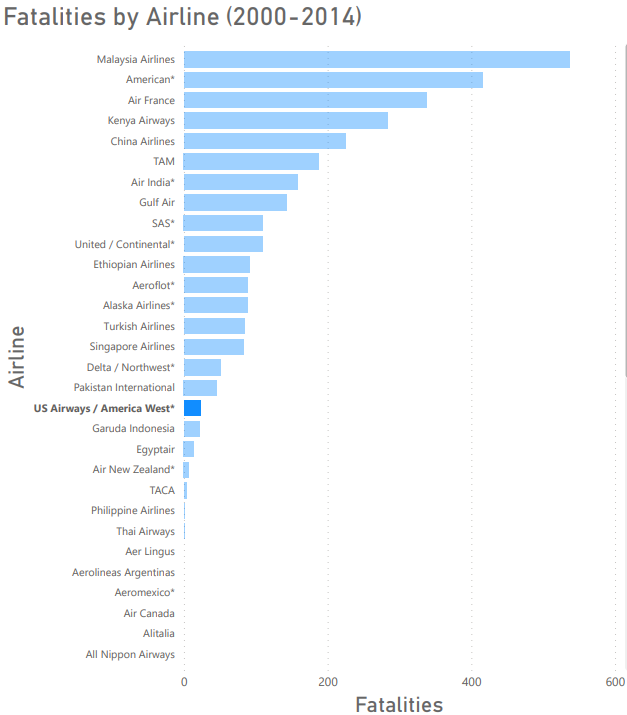 Fatalities by Airline (2000-2014)
Malaysia Airlines
American*
Air France
Kenya Airways
China Airlines
TAM
Air India*
Gulf Air
SAS*
United / Continental*
Ethiopian Airlines
Aeroflot*
Alaska Airlines*
Turkish Airlines
Singapore Airlines
Delta / Northwest*
Pakistan International
US Airways / America West*
Garuda Indonesia
Egyptair
Air New Zealand*
TACA
Philippine Airlines
Thai Airways
Aer Lingus
Aerolineas Argentinas
Aeromexico*
Air Canada
Alitalia
All Nippon Airways
Airline
0 200 400 600
Fatalities